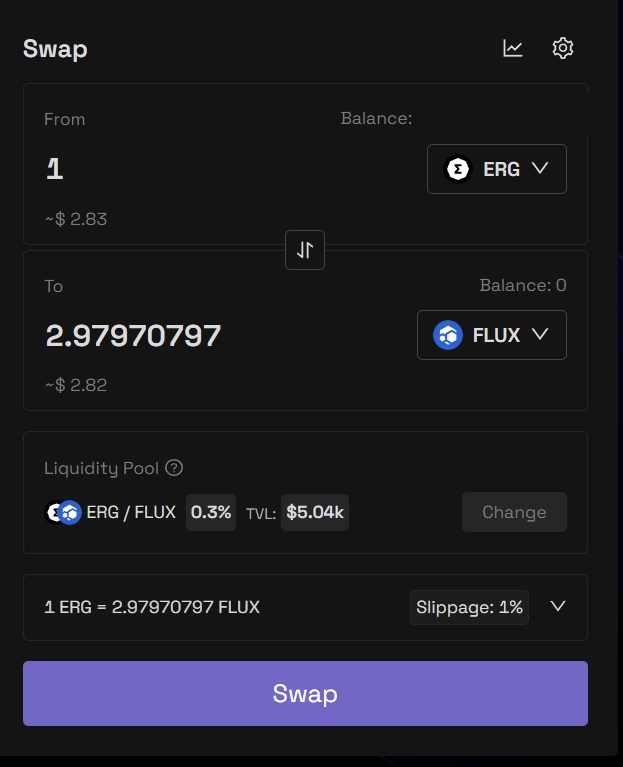 Swap
From Balance:
1 Σ ERG
~$ 2.83
To Balance: 0
2.97970797 FLUX
~$ 2.82
Liquidity Pool ?
Σ ERG / FLUX 0.3% TVL: $5.04k Change
1 ERG = 2.97970797 FLUX Slippage: 1%
Swap